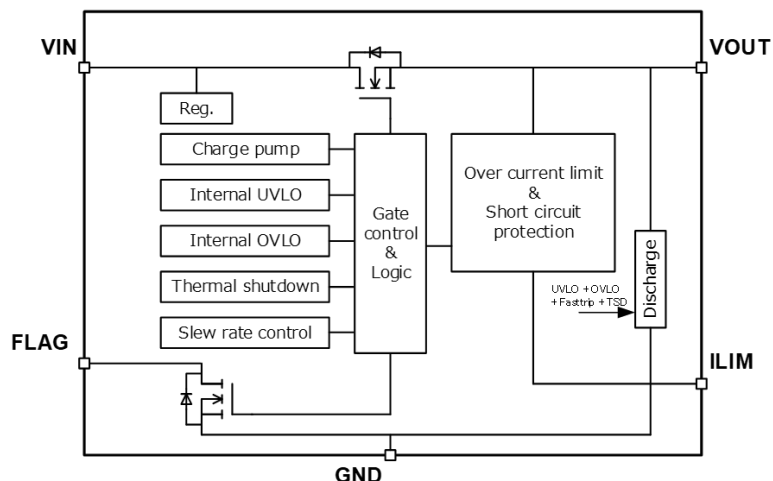 VIN
VOUT
Reg.
Charge pump
Internal UVLO
Internal OVLO
Thermal shutdown
Slew rate control
Gate
control
&
Logic
Over current limit
&
Short circuit
protection
UVLO +OVLO
+Fasttrip +TSD
Discharge
FLAG
ILIM
GND